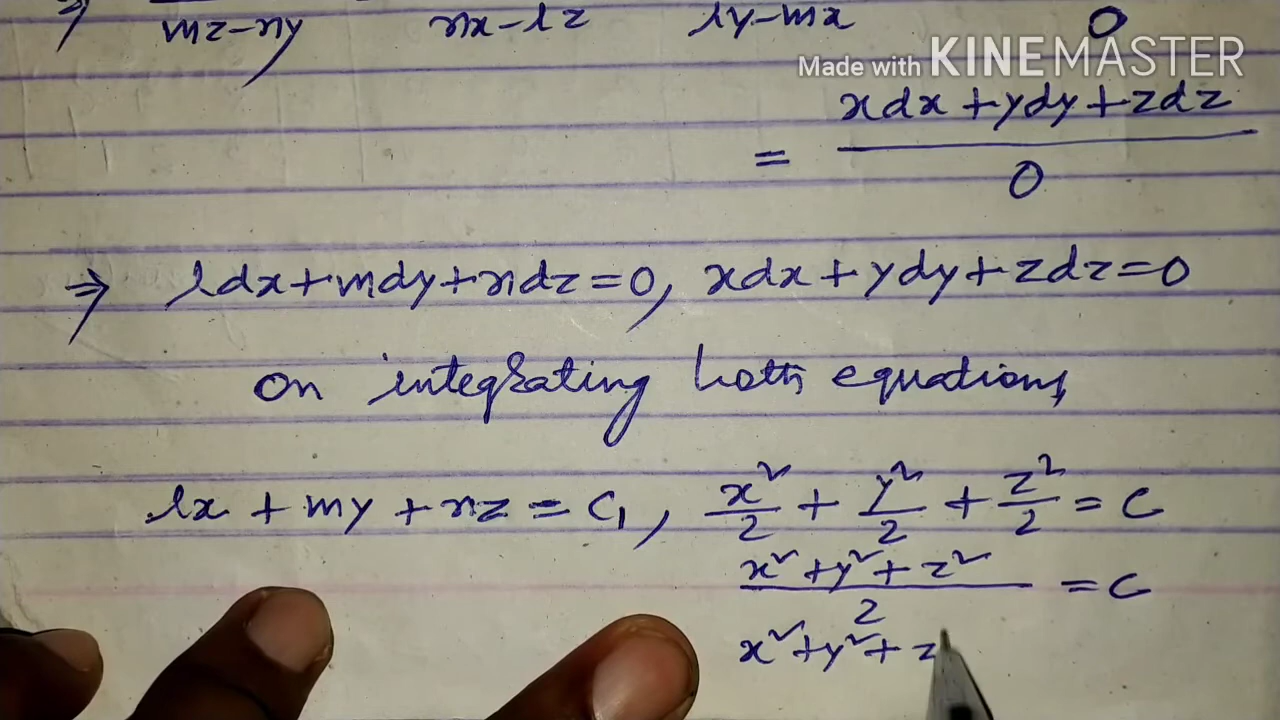 ⇒ mz-ny nx-lz ly-mx 0
Made with KINEMASTER
xdx+ydy+zdz
= 0
⇒ ldx+mdy+ndz=0, xdx+ydy+zdz=0
on integrating both equations,
lx+my+nz=C₁, x²/2+y²/2+z²/2=C
x²+y²+z²/2=C
x²+y²+z